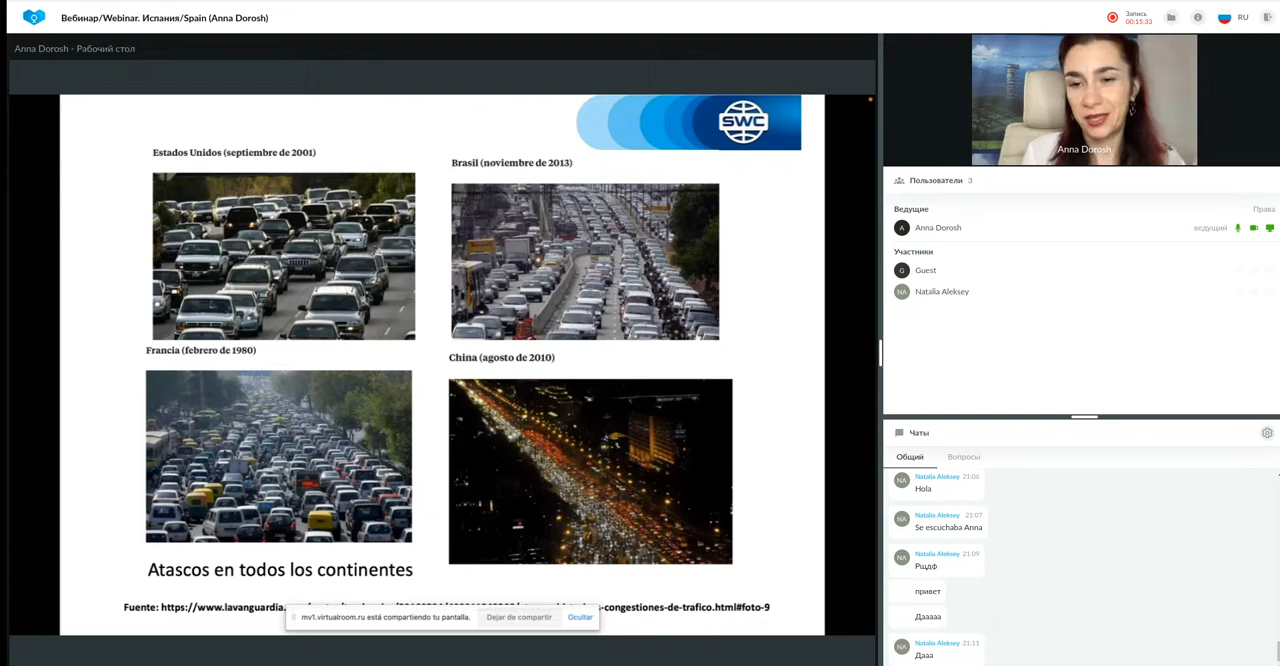 Вебинар/Webinar. Испания/Spain (Anna Dorosh)
Запись
00:15:33
RU
Anna Dorosh - Рабочий стол
SWC
Estados Unidos (septiembre de 2001)
Brasil (noviembre de 2013)
Francia (febrero de 1980)
China (agosto de 2010)
Atascos en todos los continentes
Fuente: https://www.lavanguardia.
-congestiones-de-trafico.html#foto-9
mv1.virtualroom.ru está compartiendo tu pantalla.
Dejar de compartir
Ocultar
Anna Dorosh
Пользователи 3
Ведущие
Права
A Anna Dorosh
ведущий
Участники
G Guest
NA Natalia Aleksey
Чаты
Общий
Вопросы
NA Natalia Aleksey 21:06
Hola
NA Natalia Aleksey 21:07
Se escuchaba Anna
NA Natalia Aleksey 21:09
Рщдф
привет
Дааааа
NA Natalia Aleksey 21:11
Дааа